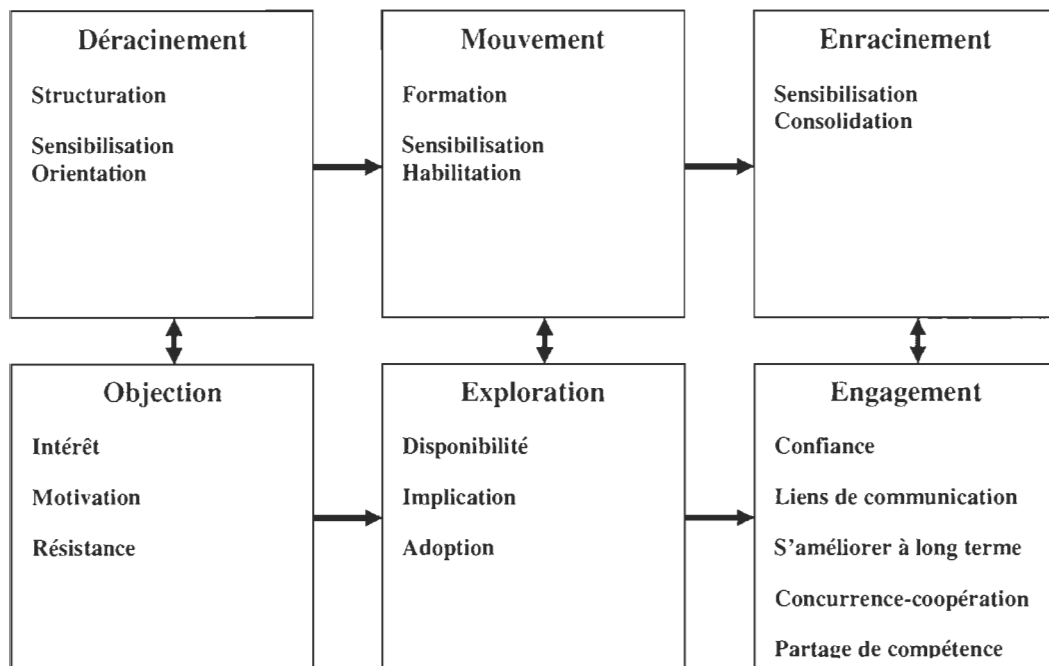 Déracinement
Structuration
Sensibilisation
Orientation
Mouvement
Formation
Sensibilisation
Habilitation
Enracinement
Sensibilisation
Consolidation
Objection
Intérêt
Motivation
Résistance
Exploration
Disponibilité
Implication
Adoption
Engagement
Confiance
Liens de communication
S'améliorer à long terme
Concurrence-coopération
Partage de compétence